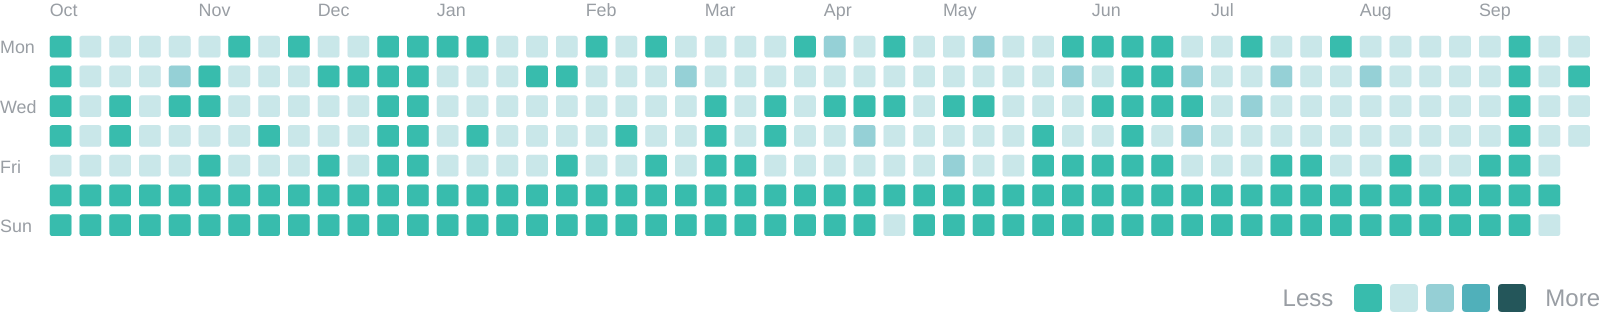 Oct Nov Dec Jan Feb Mar Apr May Jun Jul Aug Sep
Mon
Wed
Fri
Sun
Less More